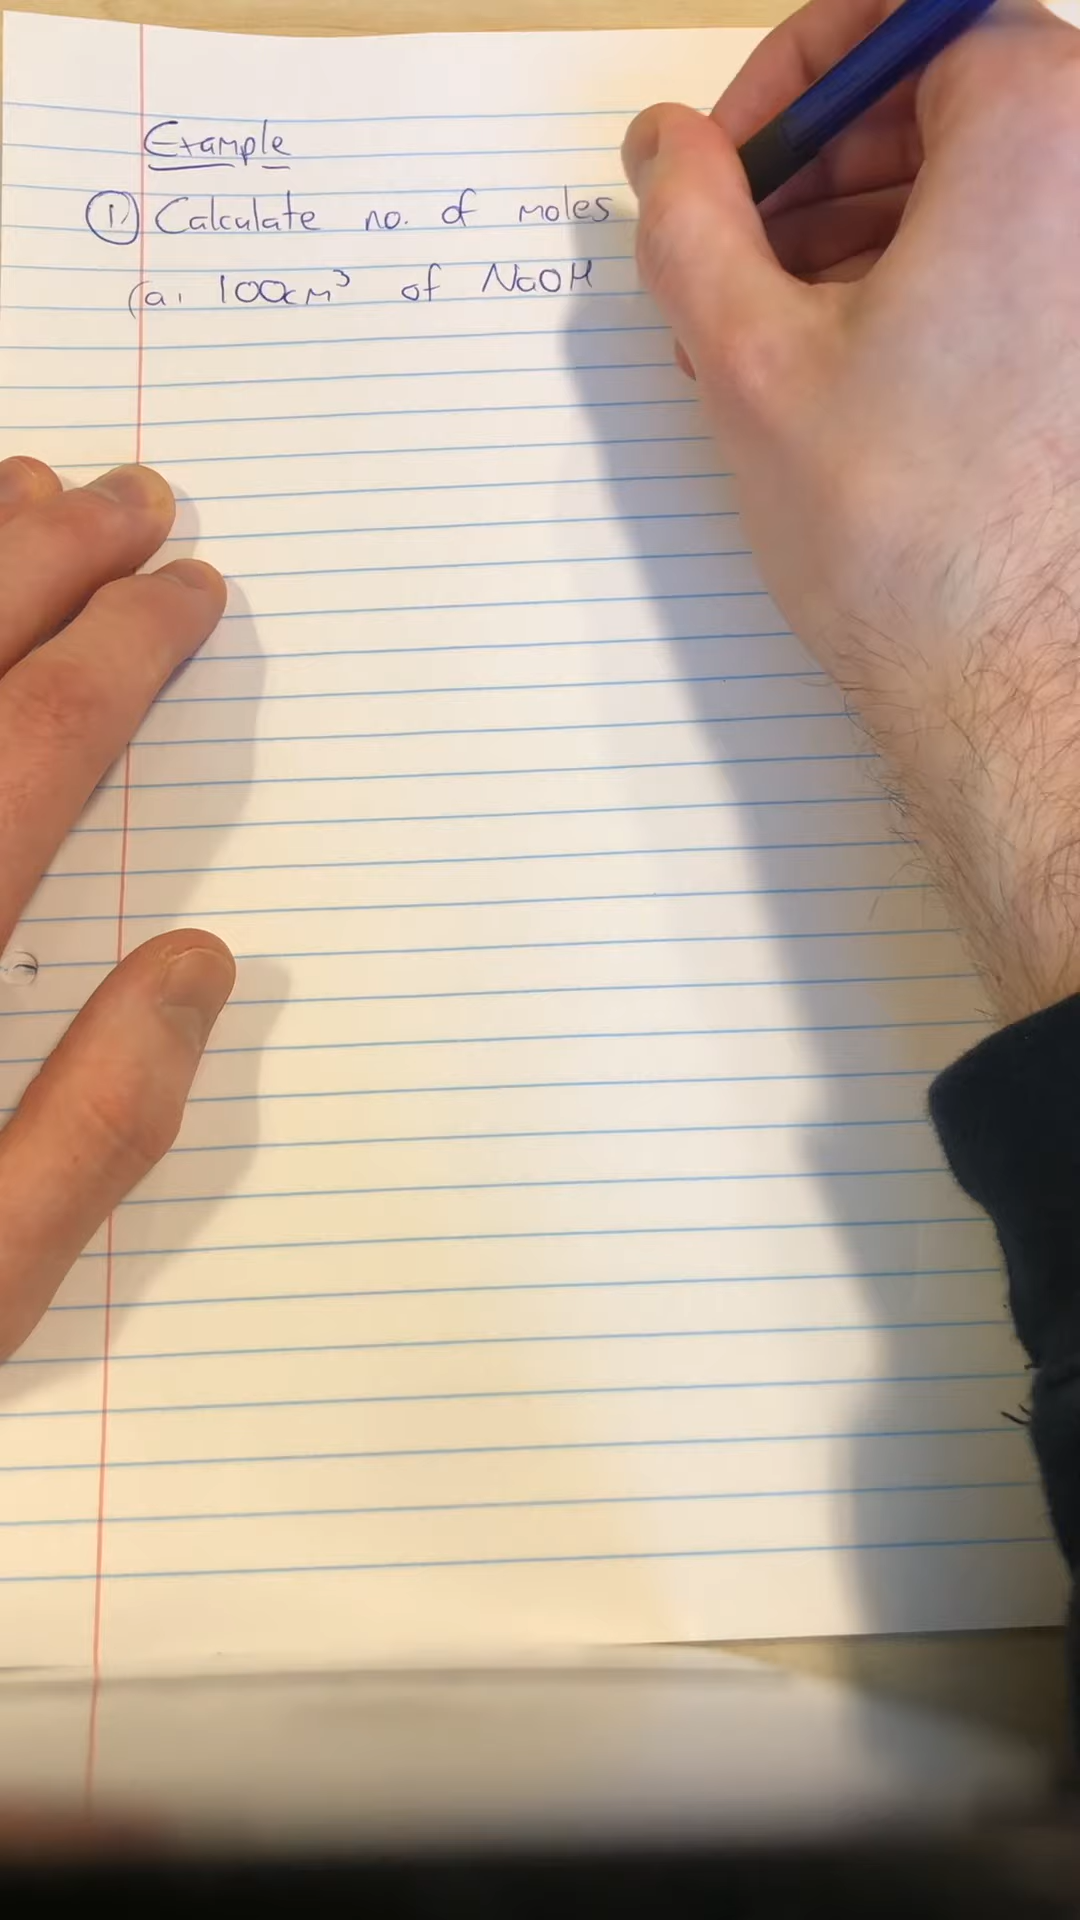 Example
① Calculate no. of moles
(a, 100cm³ of NaOH